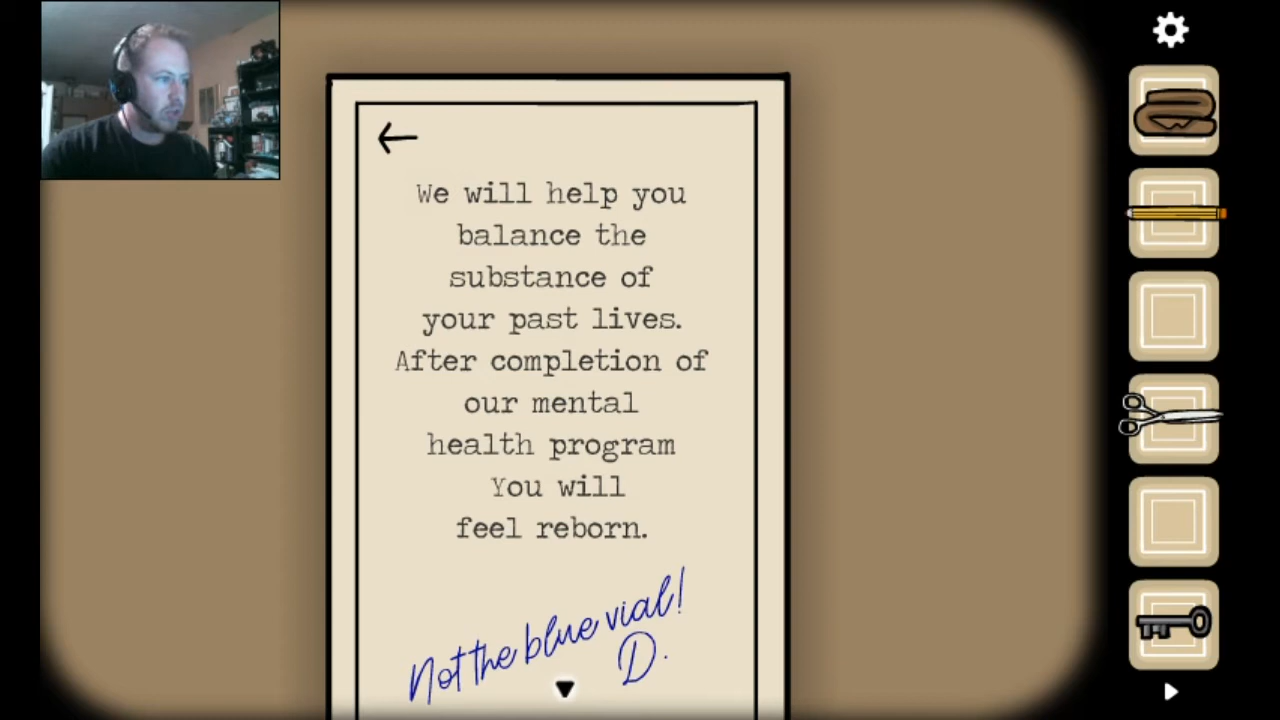 We will help you
balance the
substance of
your past lives.
After completion of
our mental
health program
You will
feel reborn.
Not the blue vial!
D.